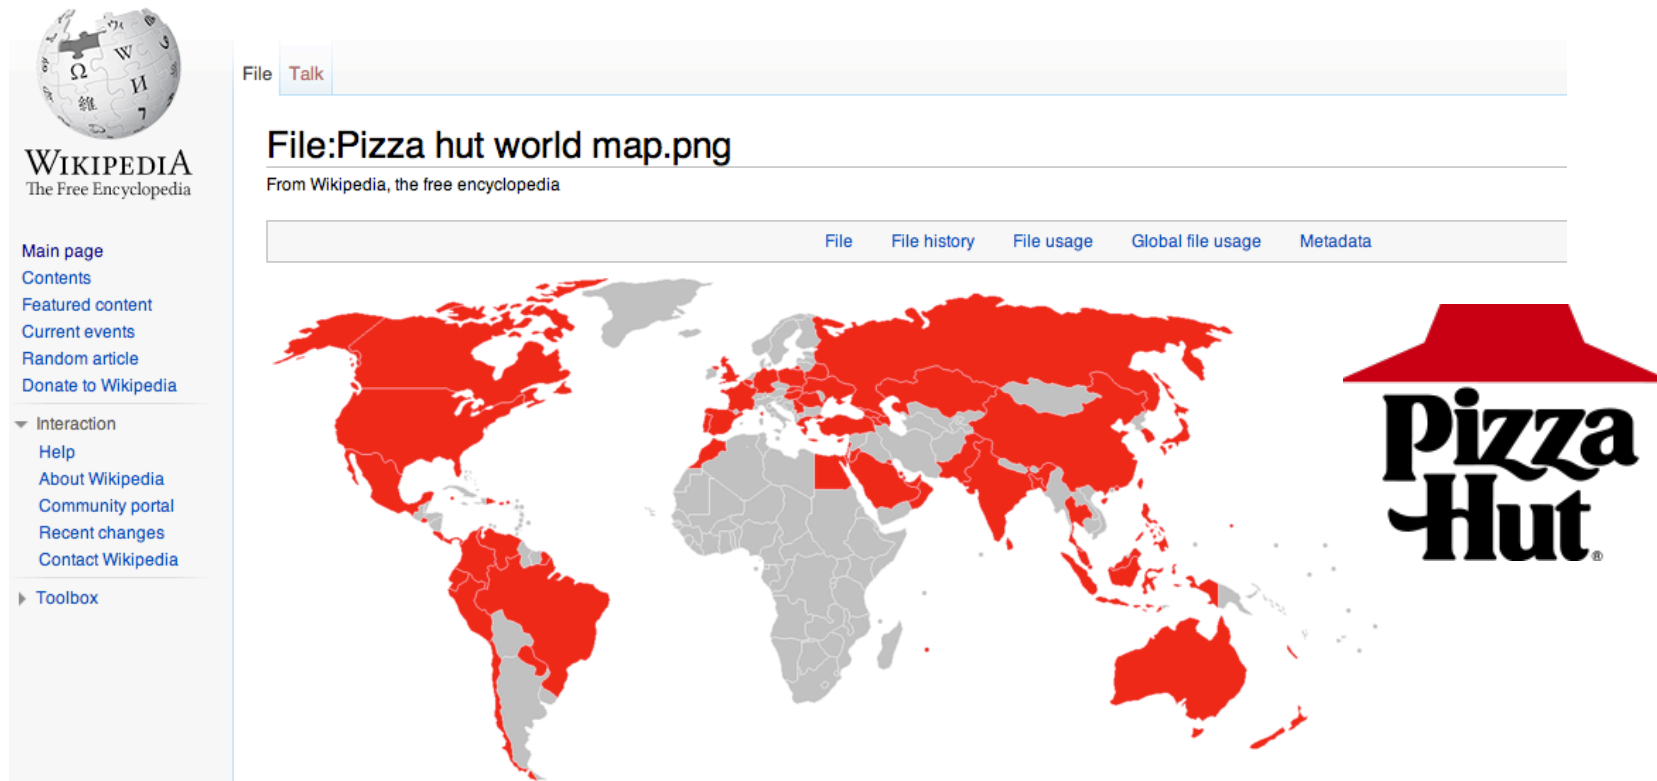 WIKIPEDIA
The Free Encyclopedia
Main page
Contents
Featured content
Current events
Random article
Donate to Wikipedia
Interaction
Help
About Wikipedia
Community portal
Recent changes
Contact Wikipedia
Toolbox
File Talk
File:Pizza hut world map.png
From Wikipedia, the free encyclopedia
File File history File usage Global file usage Metadata
Pizza
Hut®